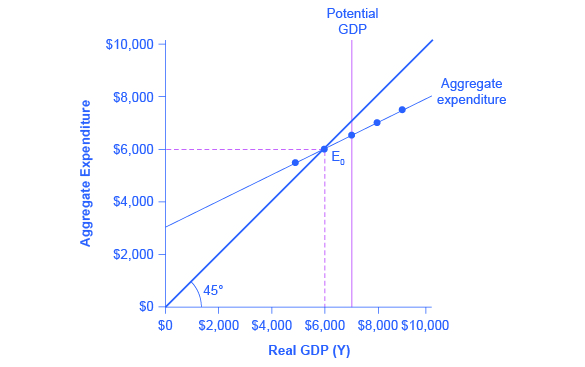 Potential
GDP
$10,000
$8,000
$6,000
$4,000
$2,000
$0
Aggregate Expenditure
Aggregate
expenditure
E0
45°
$0 $2,000 $4,000 $6,000 $8,000 $10,000
Real GDP (Y)